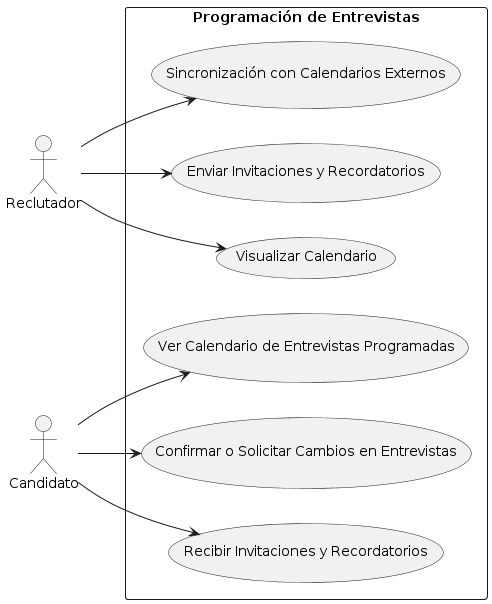 Programación de Entrevistas
Sincronización con Calendarios Externos
Enviar Invitaciones y Recordatorios
Reclutador
Visualizar Calendario
Ver Calendario de Entrevistas Programadas
Confirmar o Solicitar Cambios en Entrevistas
Candidato
Recibir Invitaciones y Recordatorios